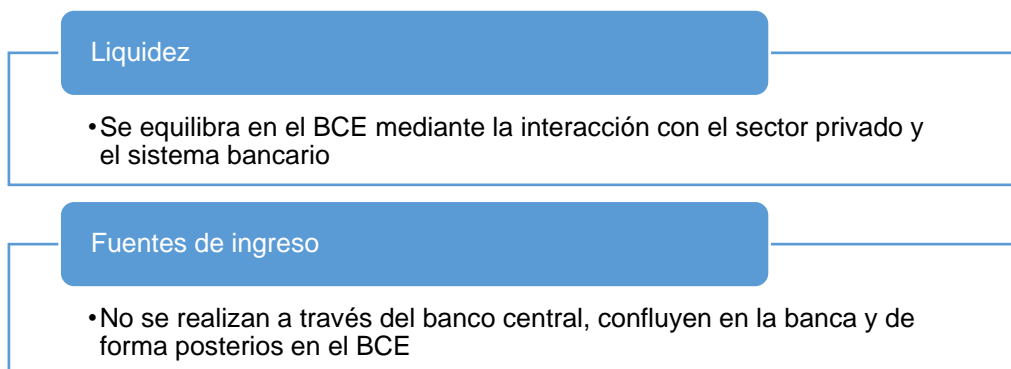 Liquidez
•Se equilibra en el BCE mediante la interacción con el sector privado y
el sistema bancario
Fuentes de ingreso
•No se realizan a través del banco central, confluyen en la banca y de
forma posterios en el BCE